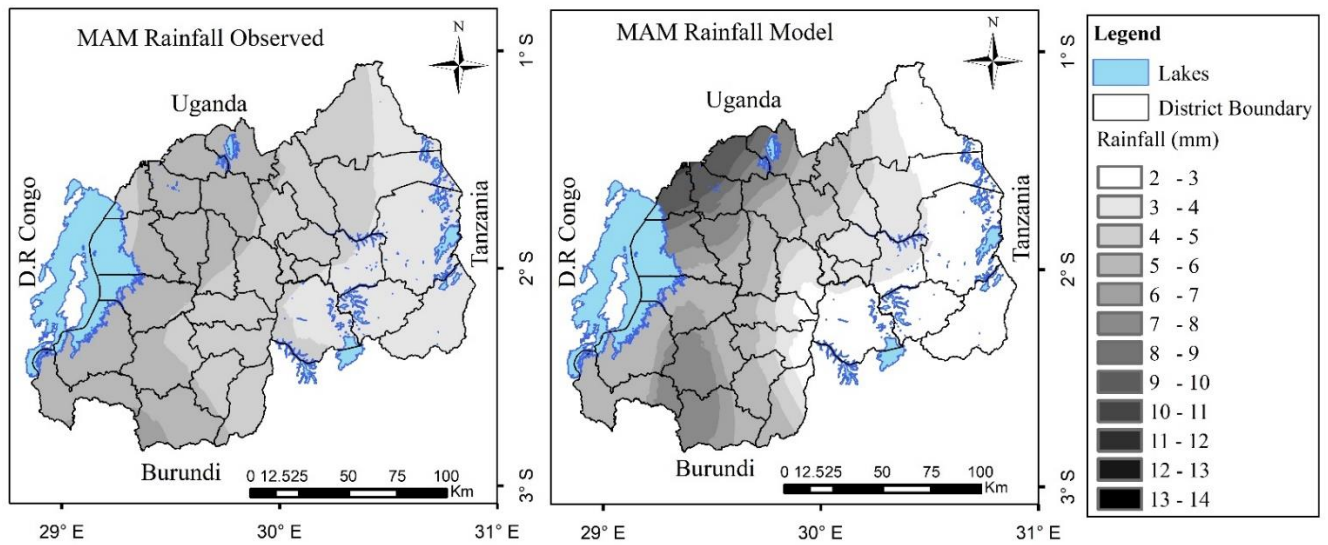 MAM Rainfall Observed
N
Uganda
D.R Congo
Tanzania
Burundi
0 12.525 50 75 100
Km
1° S
2° S
3° S
29° E
30° E
31° E
MAM Rainfall Model
N
Uganda
D.R Congo
Tanzania
Burundi
0 12.525 50 75 100
Km
1° S
2° S
3° S
29° E
30° E
31° E
Legend
Lakes
District Boundary
Rainfall (mm)
2 - 3
3 - 4
4 - 5
5 - 6
6 - 7
7 - 8
8 - 9
9 - 10
10 - 11
11 - 12
12 - 13
13 - 14